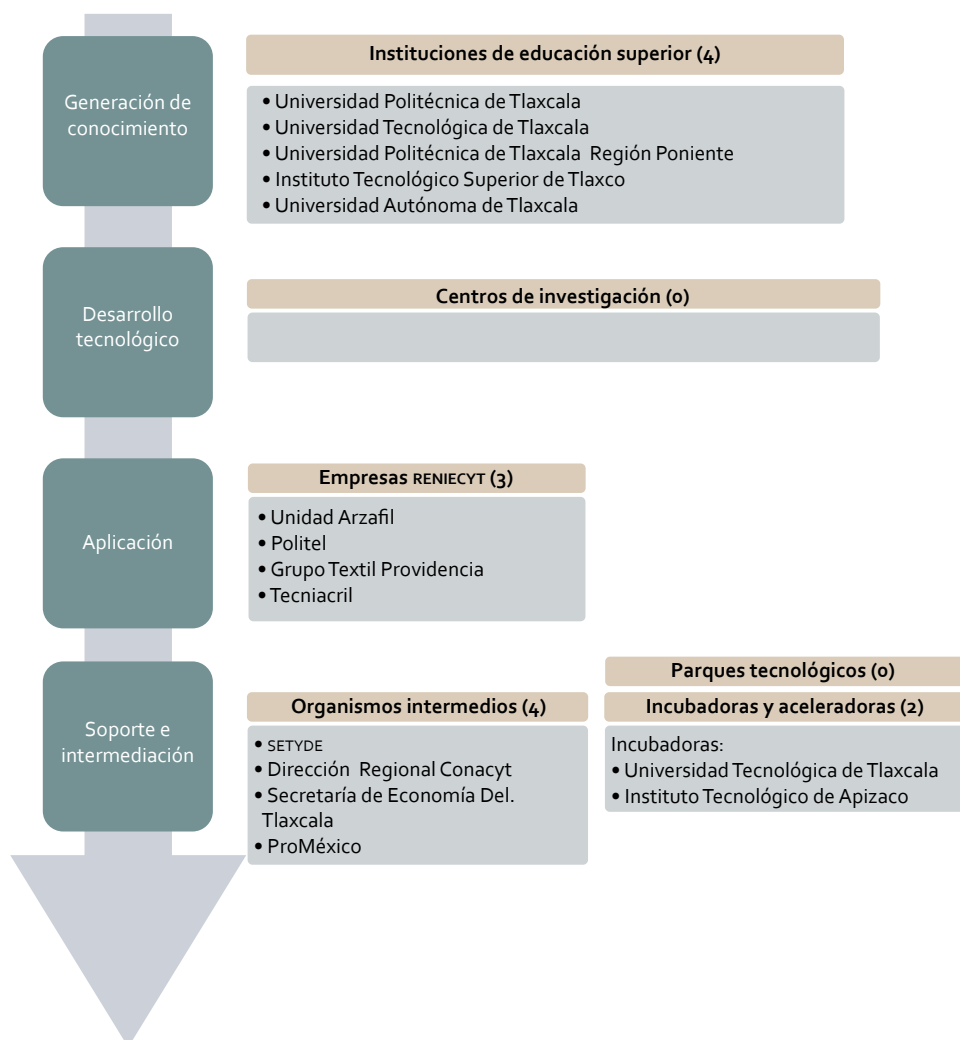 Generación de
conocimiento
Instituciones de educación superior (4)
• Universidad Politécnica de Tlaxcala
• Universidad Tecnológica de Tlaxcala
• Universidad Politécnica de Tlaxcala Región Poniente
• Instituto Tecnológico Superior de Tlaxco
• Universidad Autónoma de Tlaxcala
Desarrollo
tecnológico
Centros de investigación (0)
Aplicación
Empresas RENIECYT (3)
• Unidad Arzafil
• Politel
• Grupo Textil Providencia
• Tecniacril
Soporte e
intermediación
Organismos intermedios (4)
• SETYDE
• Dirección Regional Conacyt
• Secretaría de Economía Del.
Tlaxcala
• ProMéxico
Parques tecnológicos (0)
Incubadoras y aceleradoras (2)
Incubadoras:
• Universidad Tecnológica de Tlaxcala
• Instituto Tecnológico de Apizaco